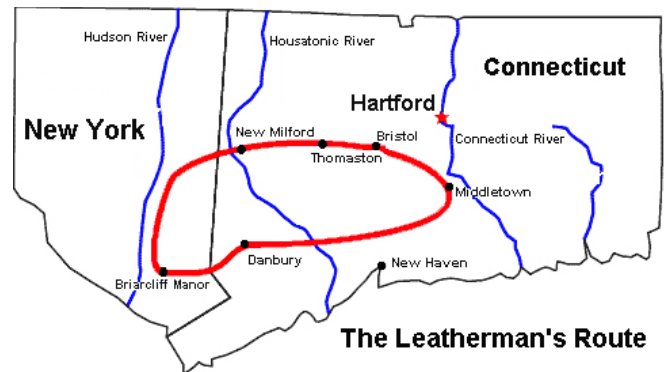 Hudson River
Housatonic River
Connecticut
Hartford
New York
New Milford
Bristol
Connecticut River
Thomaston
Middletown
Danbury
New Haven
Briarcliff Manor
The Leatherman's Route